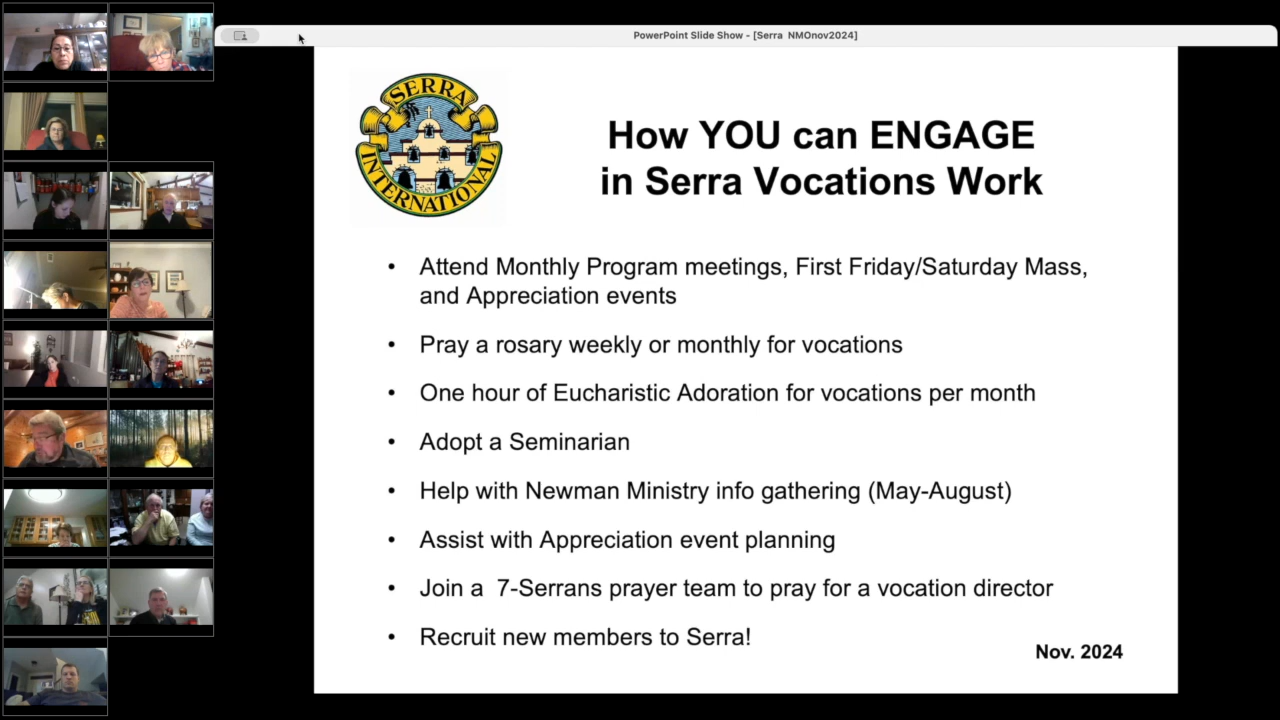 PowerPoint Slide Show - [Serra  NMOnov2024]
SERRA
INTERNATIONAL
How YOU can ENGAGE
in Serra Vocations Work
• Attend Monthly Program meetings, First Friday/Saturday Mass,
and Appreciation events
• Pray a rosary weekly or monthly for vocations
• One hour of Eucharistic Adoration for vocations per month
• Adopt a Seminarian
• Help with Newman Ministry info gathering (May-August)
• Assist with Appreciation event planning
• Join a  7-Serrans prayer team to pray for a vocation director
• Recruit new members to Serra!
Nov. 2024